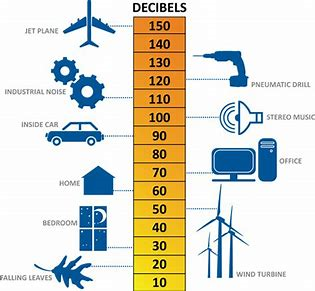 DECIBELS
JET PLANE
150
140
130
120
PNEUMATIC DRILL
INDUSTRIAL NOISE
110
100
STEREO MUSIC
INSIDE CAR
90
80
OFFICE
70
HOME
60
50
BEDROOM
40
30
20
WIND TURBINE
FALLING LEAVES
10